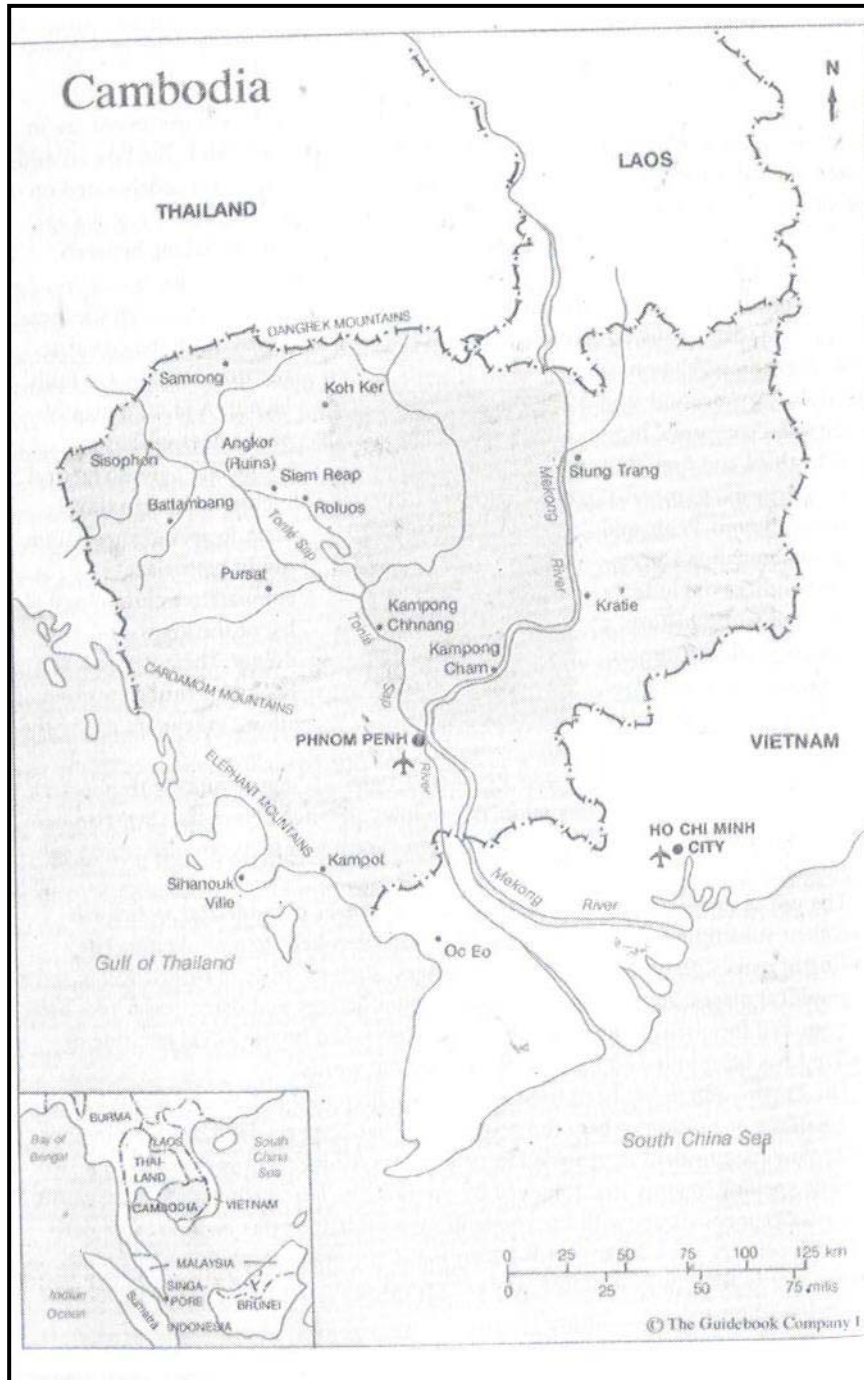 Cambodia
N
LAOS
THAILAND
DANGREK MOUNTAINS
Samrong
Koh Ker
Sisophon
Angkor
(Ruins)
Siem Reap
Roluos
Battambang
Stung Trang
Mekong
River
Tonlé Sap
Pursat
Kampong
Chhnang
Kratie
Tonlé
Sap
River
Kampong
Cham
CARDAMOM MOUNTAINS
PHNOM PENH
VIETNAM
ELEPHANT MOUNTAINS
HO CHI MINH
CITY
Kampot
Sihanouk
Ville
Mekong
River
Oc Eo
Gulf of Thailand
South China Sea
BURMA
Bay of
Bengal
LAOS
South
China
Sea
THAI-
LAND
VIETNAM
CAMBODIA
MALAYSIA
SINGA-
PORE
BRUNEI
Indian
Ocean
Sumatra
INDONESIA
0 25 50 75 100 125 km
0 25 50 75 mils
© The Guidebook Company